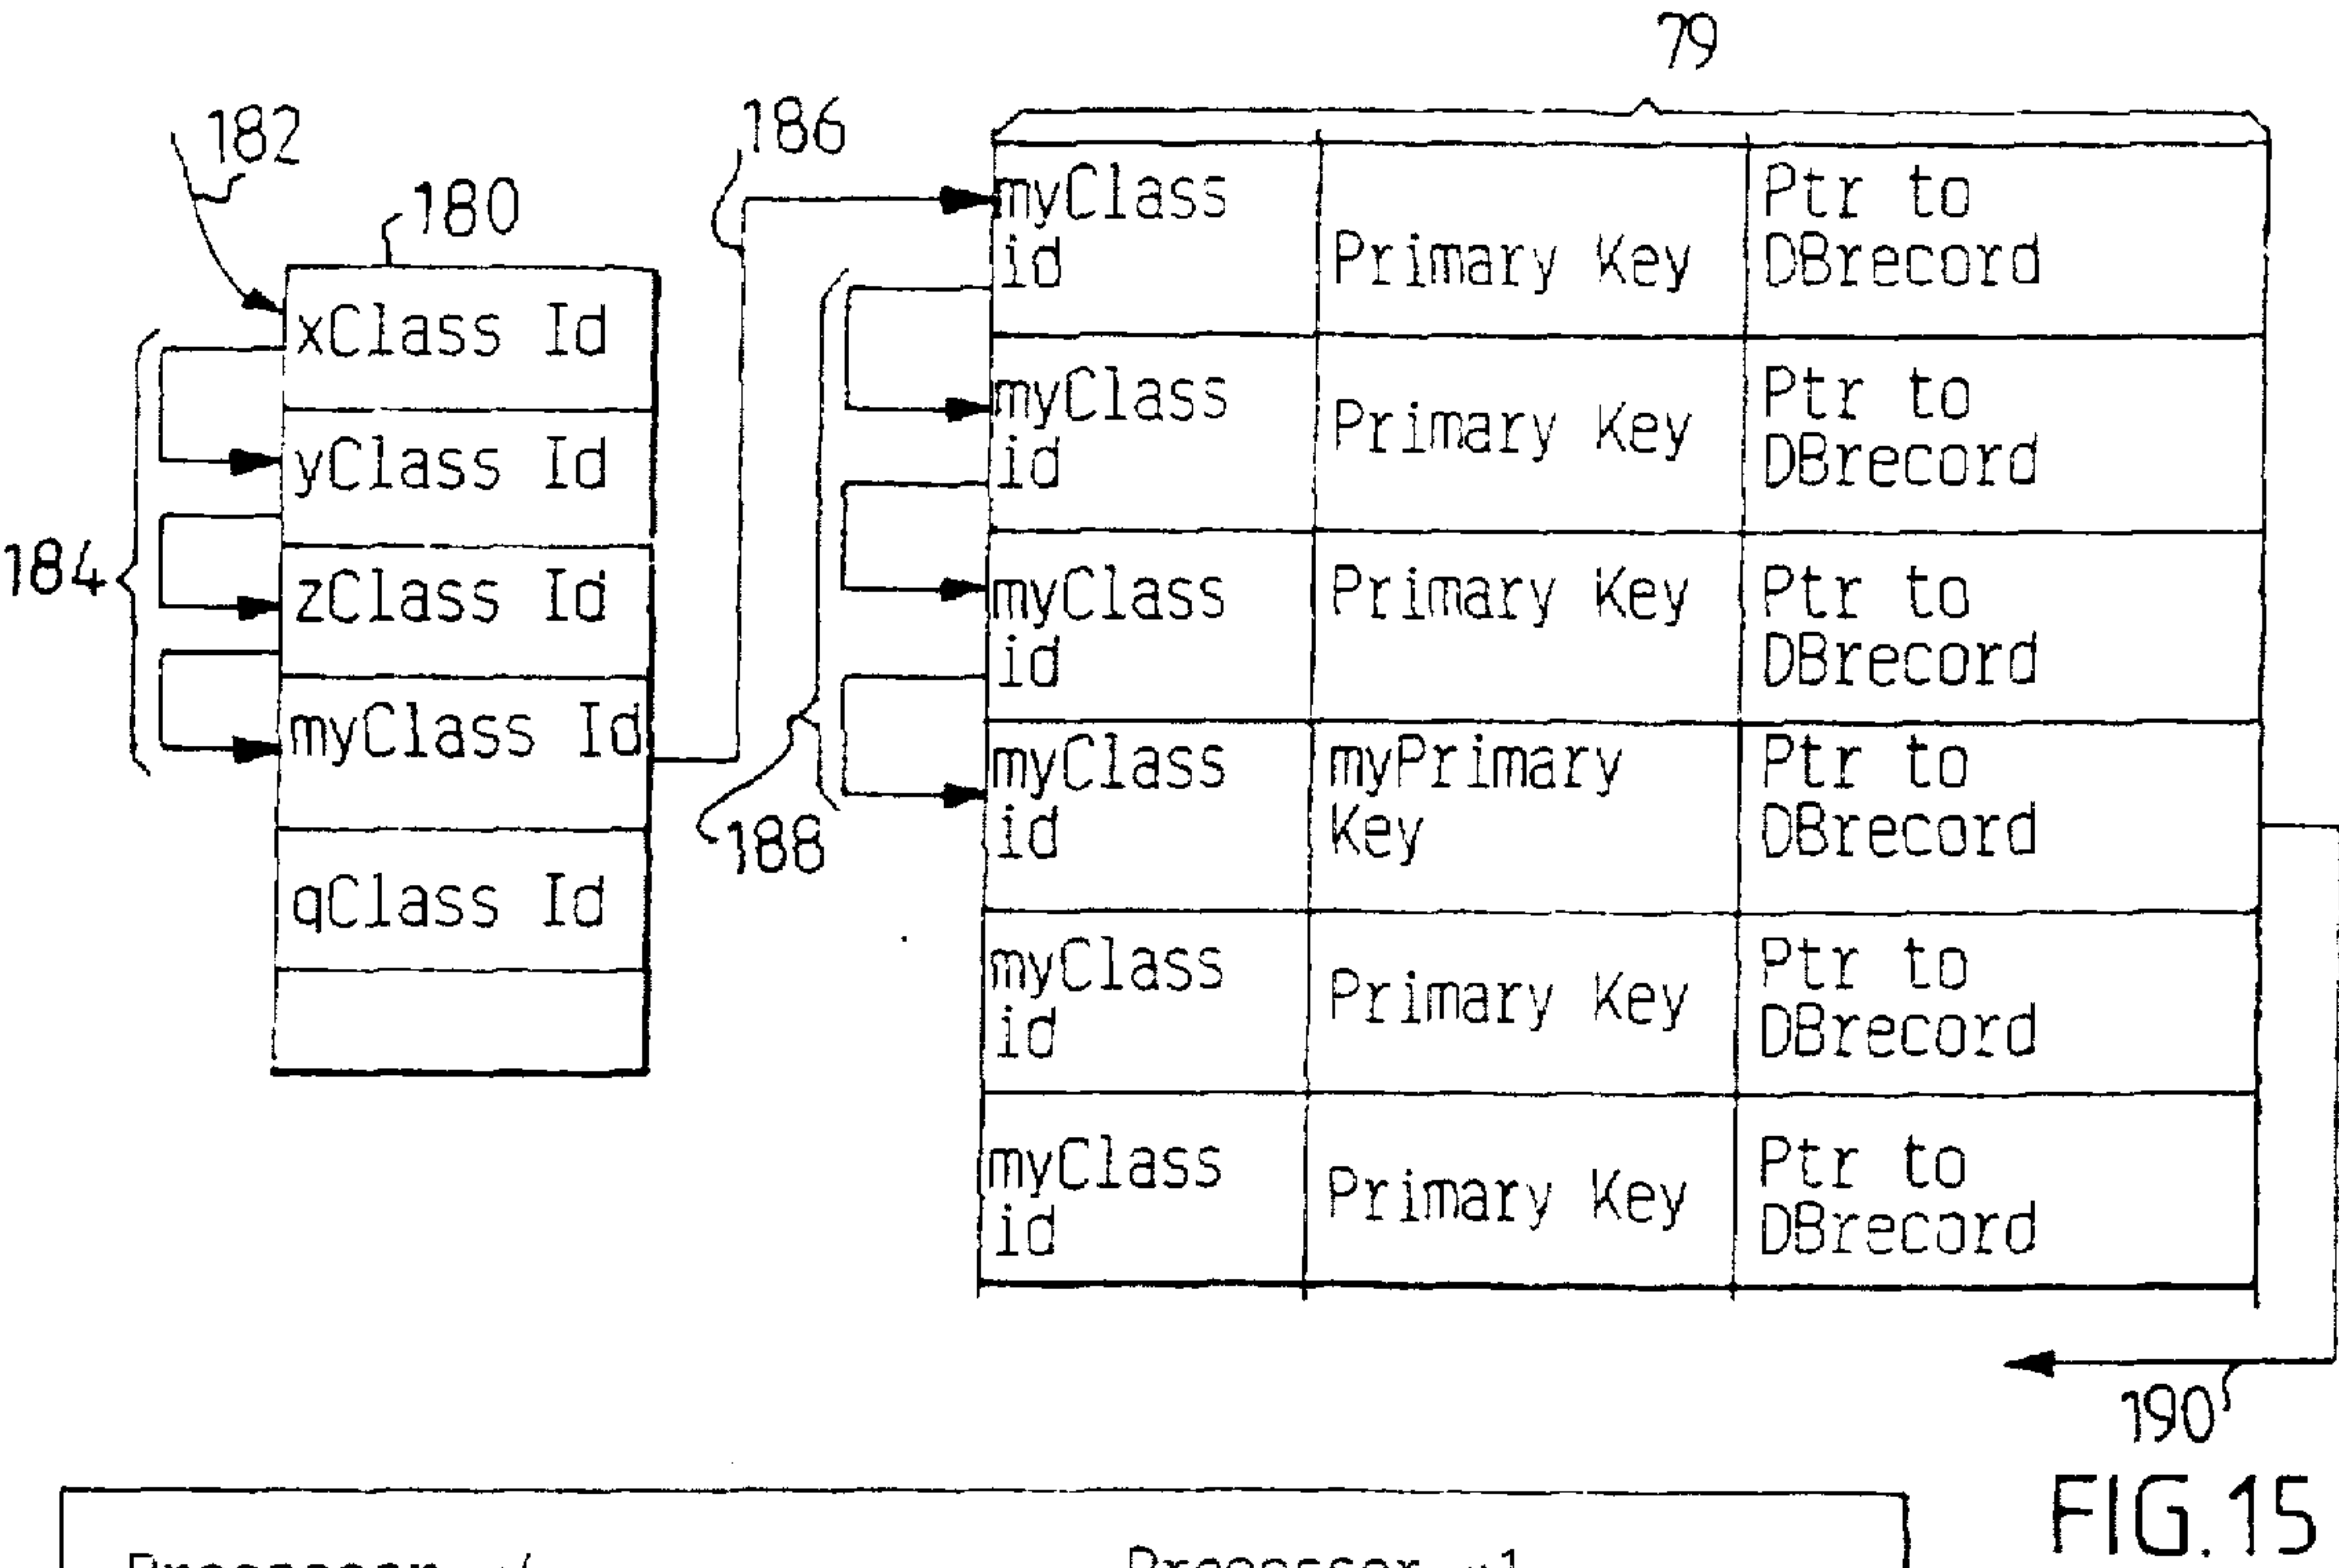 79
182
186
180
myClass
id
Primary Key
Ptr to
DBrecord
xClass Id
myClass
id
Primary Key
Ptr to
DBrecord
yClass Id
184
zClass Id
myClass
id
Primary Key
Ptr to
DBrecord
myClass Id
myClass
id
myPrimary
Key
Ptr to
DBrecord
188
qClass Id
myClass
id
Primary Key
Ptr to
DBrecord
myClass
id
Primary Key
Ptr to
DBrecord
190
FIG.15